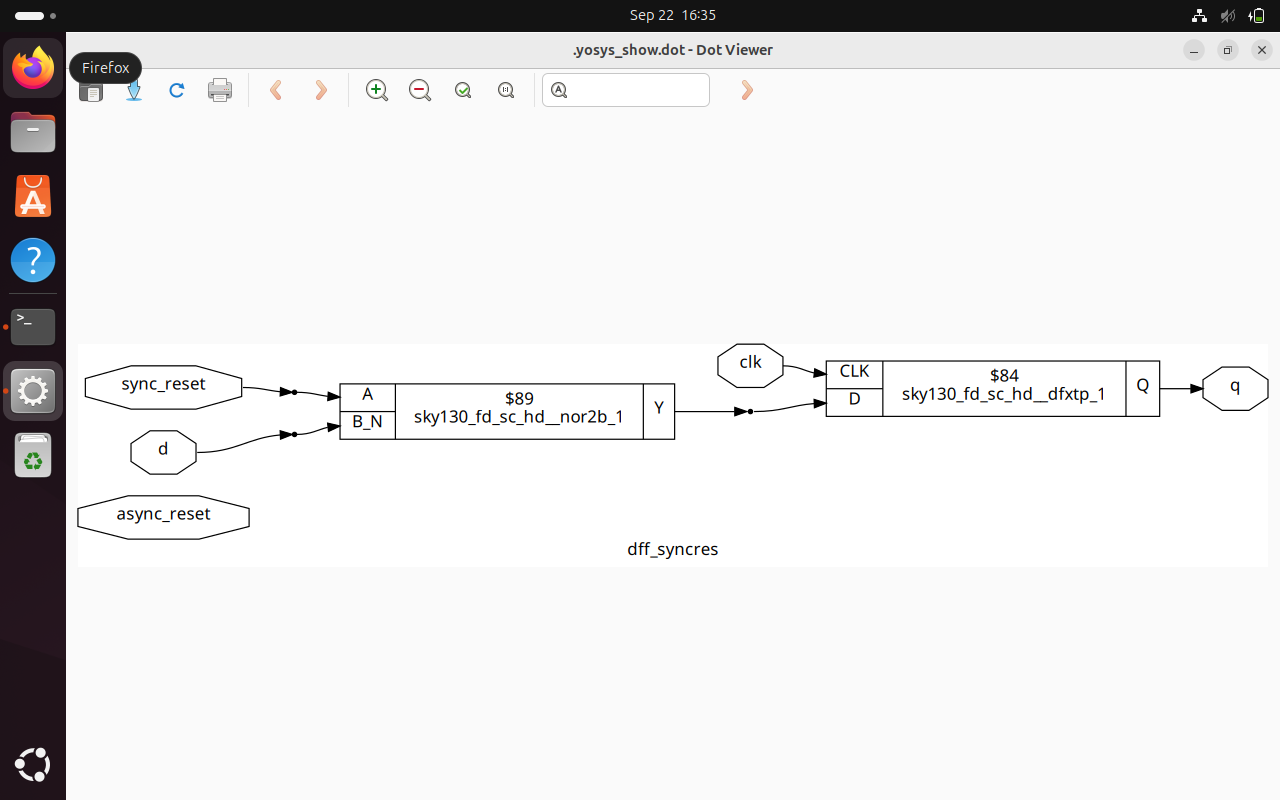 Sep 22 16:35
.yosys_show.dot - Dot Viewer
Firefox
sync_reset
d
async_reset
A
B_N
$89
sky130_fd_sc_hd__nor2b_1
Y
clk
CLK
D
$84
sky130_fd_sc_hd__dfxtp_1
Q
q
dff_syncres